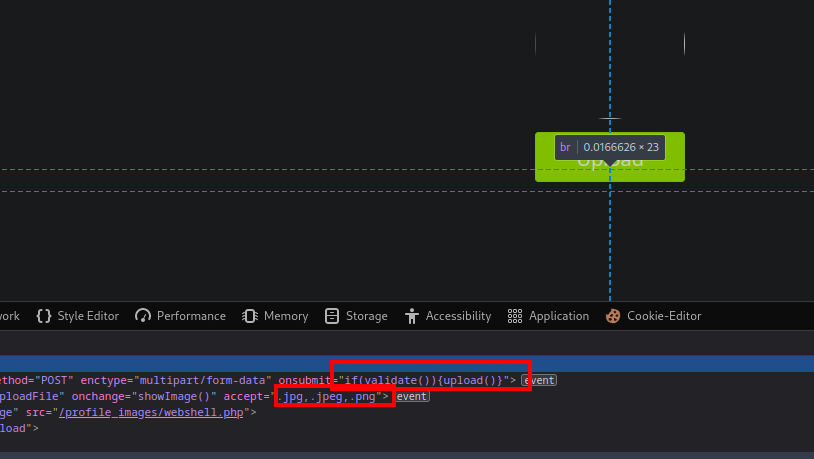 br 0.0166626 × 23
Upload
work Style Editor Performance Memory Storage Accessibility Application Cookie-Editor
ethod="POST" enctype="multipart/form-data" onsubmit="if(validate()){upload()}"> event
ploadFile" onchange="showImage()" accept=".jpg,.jpeg,.png"> event
ge" src="/profile_images/webshell.php">
load">